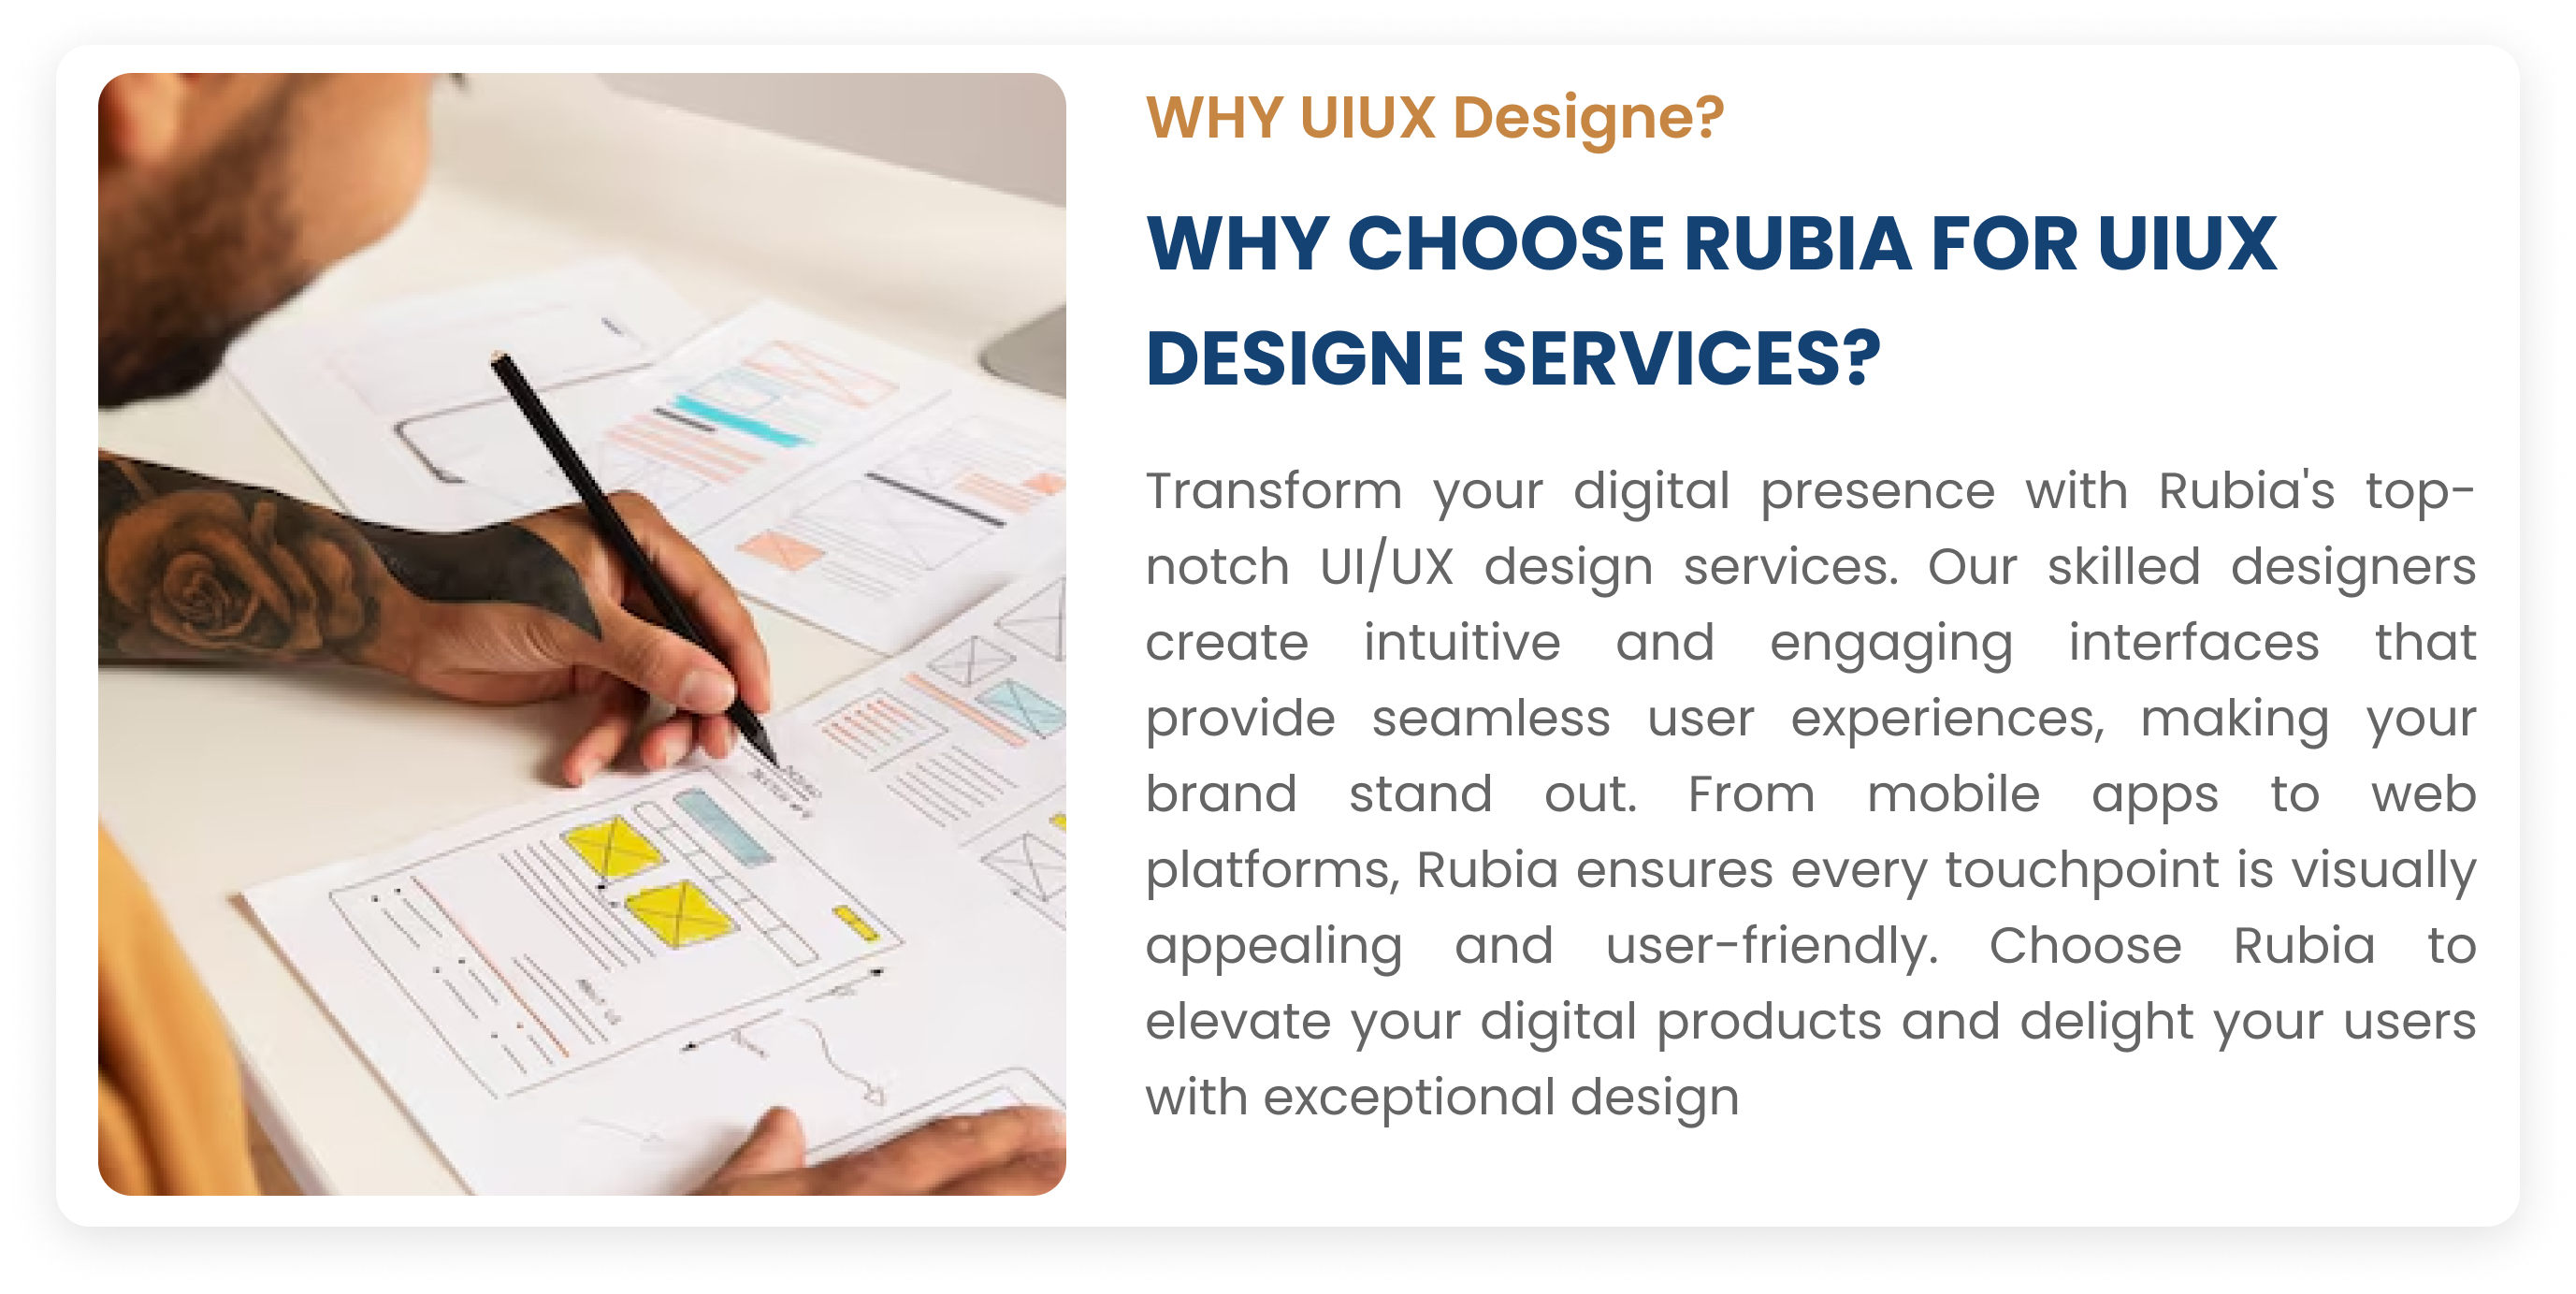 WHY UIUX Designe?
WHY CHOOSE RUBIA FOR UIUX
DESIGNE SERVICES?
Transform your digital presence with Rubia's top-
notch UI/UX design services. Our skilled designers
create intuitive and engaging interfaces that
provide seamless user experiences, making your
brand stand out. From mobile apps to web
platforms, Rubia ensures every touchpoint is visually
appealing and user-friendly. Choose Rubia to
elevate your digital products and delight your users
with exceptional design
ABOUT US